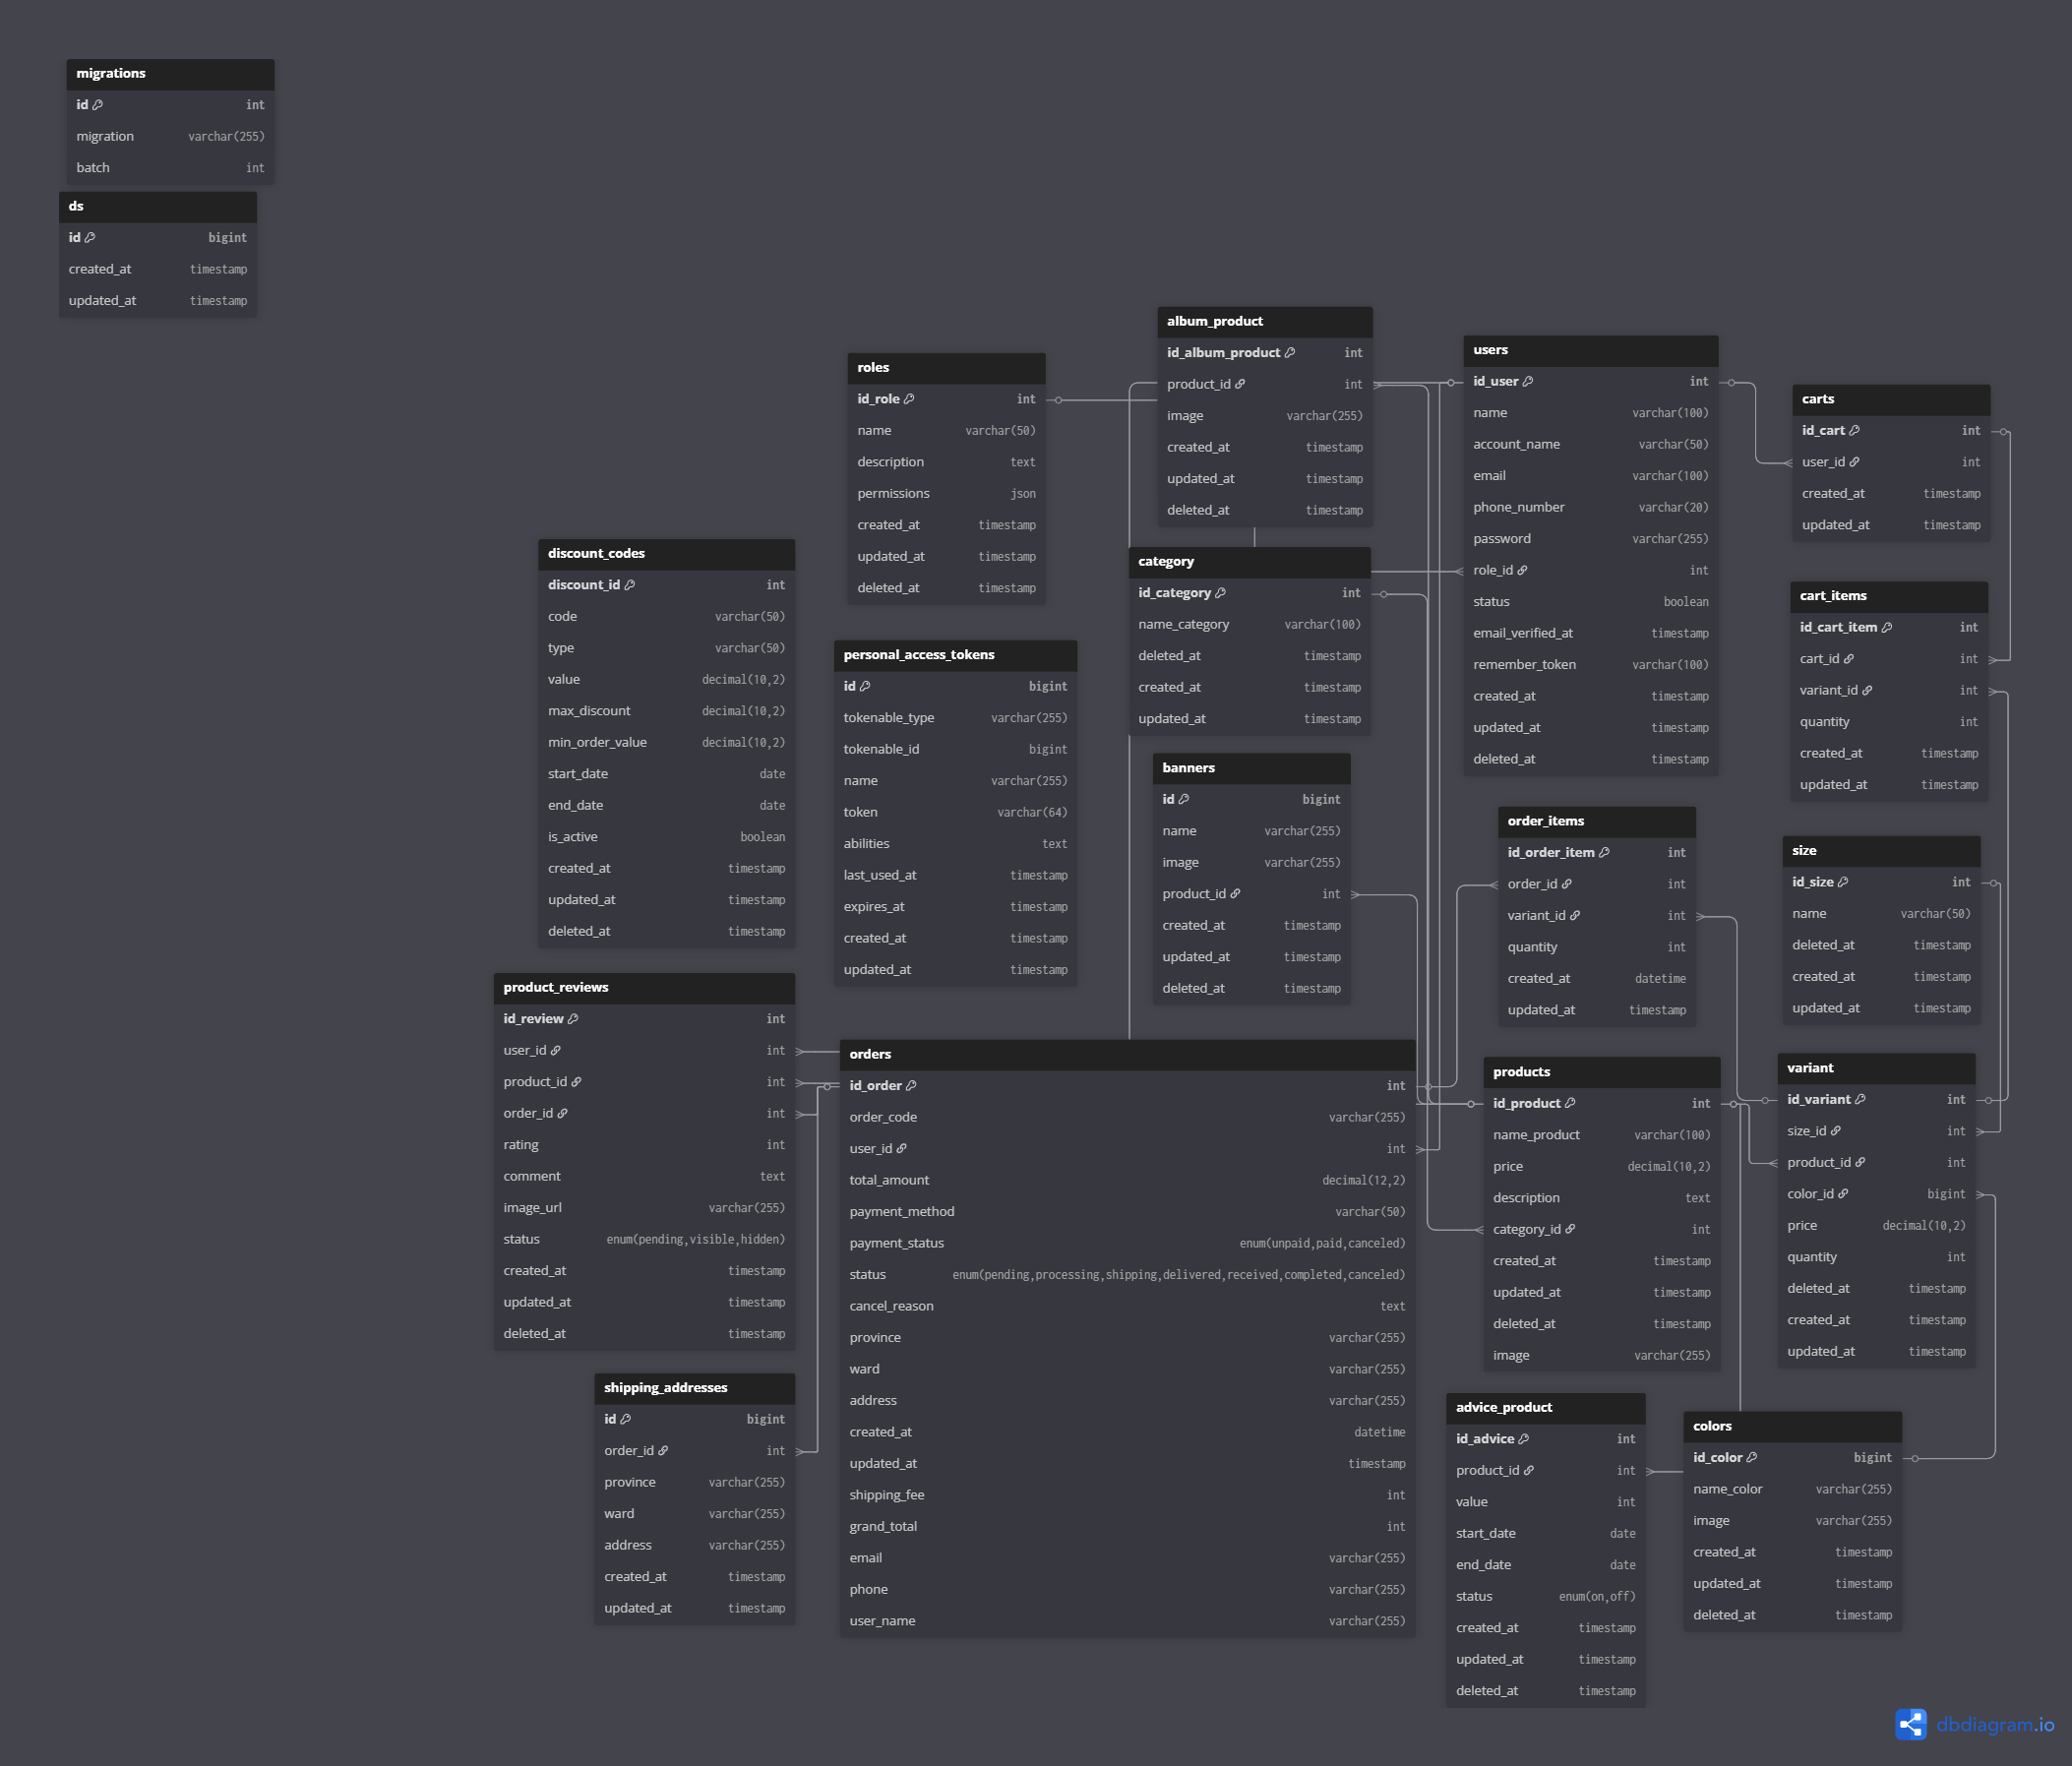 migrations
id int
migration varchar(255)
batch int
ds
id bigint
created_at timestamp
updated_at timestamp
album_product
id_album_product int
product_id int
image varchar(255)
created_at timestamp
updated_at timestamp
deleted_at timestamp
users
id_user int
name varchar(100)
account_name varchar(50)
email varchar(100)
phone_number varchar(20)
password varchar(255)
role_id int
status boolean
email_verified_at timestamp
remember_token varchar(100)
created_at timestamp
updated_at timestamp
deleted_at timestamp
roles
id_role int
name varchar(50)
description text
permissions json
created_at timestamp
updated_at timestamp
deleted_at timestamp
carts
id_cart int
user_id int
created_at timestamp
updated_at timestamp
discount_codes
discount_id int
code varchar(50)
type varchar(50)
value decimal(10,2)
max_discount decimal(10,2)
min_order_value decimal(10,2)
start_date date
end_date date
is_active boolean
created_at timestamp
updated_at timestamp
deleted_at timestamp
category
id_category int
name_category varchar(100)
deleted_at timestamp
created_at timestamp
updated_at timestamp
cart_items
id_cart_item int
cart_id int
variant_id int
quantity int
created_at timestamp
updated_at timestamp
personal_access_tokens
id bigint
tokenable_type varchar(255)
tokenable_id bigint
name varchar(255)
token varchar(64)
abilities text
last_used_at timestamp
expires_at timestamp
created_at timestamp
updated_at timestamp
banners
id bigint
name varchar(255)
image varchar(255)
product_id int
created_at timestamp
updated_at timestamp
deleted_at timestamp
order_items
id_order_item int
order_id int
variant_id int
quantity int
created_at datetime
updated_at timestamp
size
id_size int
name varchar(50)
deleted_at timestamp
created_at timestamp
updated_at timestamp
product_reviews
id_review int
user_id int
product_id int
order_id int
rating int
comment text
image_url varchar(255)
status enum(pending,visible,hidden)
created_at timestamp
updated_at timestamp
deleted_at timestamp
orders
id_order int
order_code varchar(255)
user_id int
total_amount decimal(12,2)
payment_method varchar(50)
payment_status enum(unpaid,paid,canceled)
status enum(pending,processing,shipping,delivered,received,completed,canceled)
cancel_reason text
province varchar(255)
ward varchar(255)
address varchar(255)
created_at datetime
updated_at timestamp
shipping_fee int
grand_total int
email varchar(255)
phone varchar(255)
user_name varchar(255)
products
id_product int
name_product varchar(100)
price decimal(10,2)
description text
category_id int
created_at timestamp
updated_at timestamp
deleted_at timestamp
image varchar(255)
variant
id_variant int
size_id int
product_id int
color_id bigint
price decimal(10,2)
quantity int
deleted_at timestamp
created_at timestamp
updated_at timestamp
shipping_addresses
id bigint
order_id int
province varchar(255)
ward varchar(255)
address varchar(255)
created_at timestamp
updated_at timestamp
advice_product
id_advice int
product_id int
value int
start_date date
end_date date
status enum(on,off)
created_at timestamp
updated_at timestamp
deleted_at timestamp
colors
id_color bigint
name_color varchar(255)
image varchar(255)
created_at timestamp
updated_at timestamp
deleted_at timestamp
dbdiagram.io